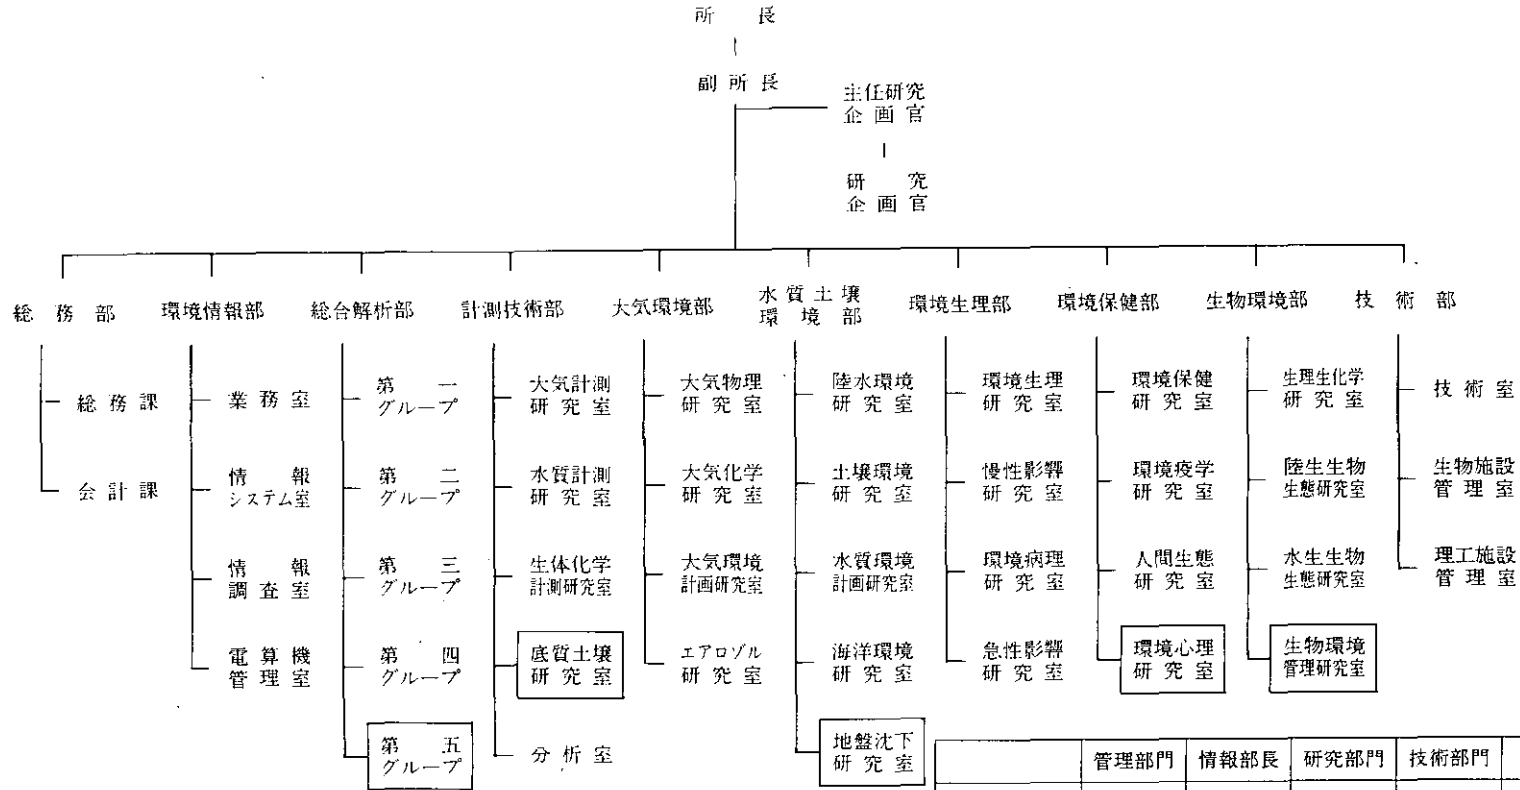 所長
副所長
主任研究
企画官
研究
企画官
総務部
環境情報部
総合解析部
計測技術部
大気環境部
水質土壌
環境部
環境生理部
環境保健部
生物環境部
技術部
総務課
会計課
業務室
情報
システム室
情報
調査室
電算機
管理室
第一
グループ
第二
グループ
第三
グループ
第四
グループ
第五
グループ
大気計測
研究室
水質計測
研究室
生体化学
計測研究室
底質土壌
研究室
分析室
大気物理
研究室
大気化学
研究室
大気環境
計画研究室
エアロゾル
研究室
陸水環境
研究室
土壌環境
研究室
水質環境
計画研究室
海洋環境
研究室
地盤沈下
研究室
環境生理
研究室
慢性影響
研究室
環境病理
研究室
急性影響
研究室
環境保健
研究室
環境疫学
研究室
人間生態
研究室
環境心理
研究室
生理生化学
研究室
陸生生物
生態研究室
水生生物
生態研究室
生物環境
管理研究室
技術室
生物施設
管理室
理工施設
管理室
管理部門 情報部長 研究部門 技術部門